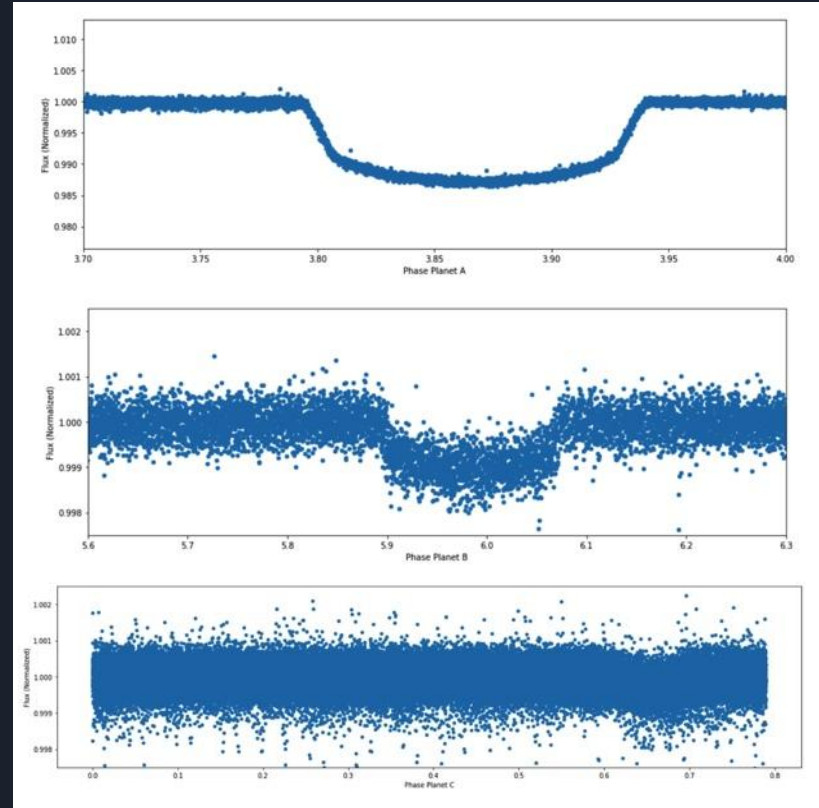 1.010
1.005
1.000
0.995
0.990
0.985
0.980
Flux (Normalized)
3.70 3.75 3.80 3.85 3.90 3.95 4.00
Phase Planet A
1.002
1.001
1.000
0.999
0.998
Flux (Normalized)
5.6 5.7 5.8 5.9 6.0 6.1 6.2 6.3
Phase Planet B
1.002
1.001
1.000
0.999
0.998
Flux (Normalized)
0.0 0.1 0.2 0.3 0.4 0.5 0.6 0.7 0.8
Phase Planet C